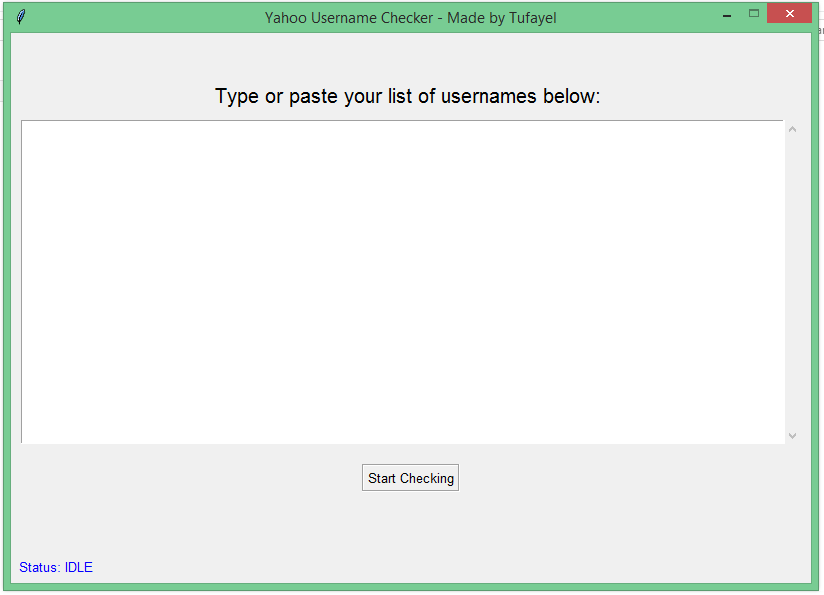 Yahoo Username Checker - Made by Tufayel
Type or paste your list of usernames below:
Start Checking
Status: IDLE